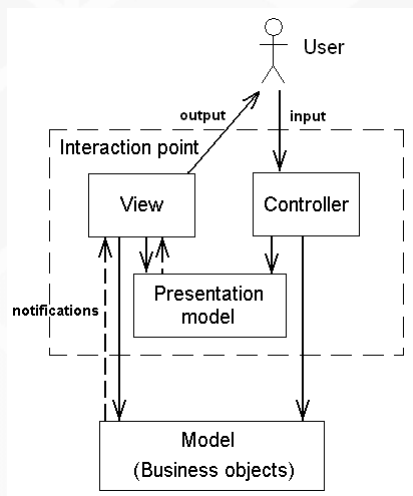 User
output
input
Interaction point
View
Controller
Presentation
model
notifications
Model
(Business objects)